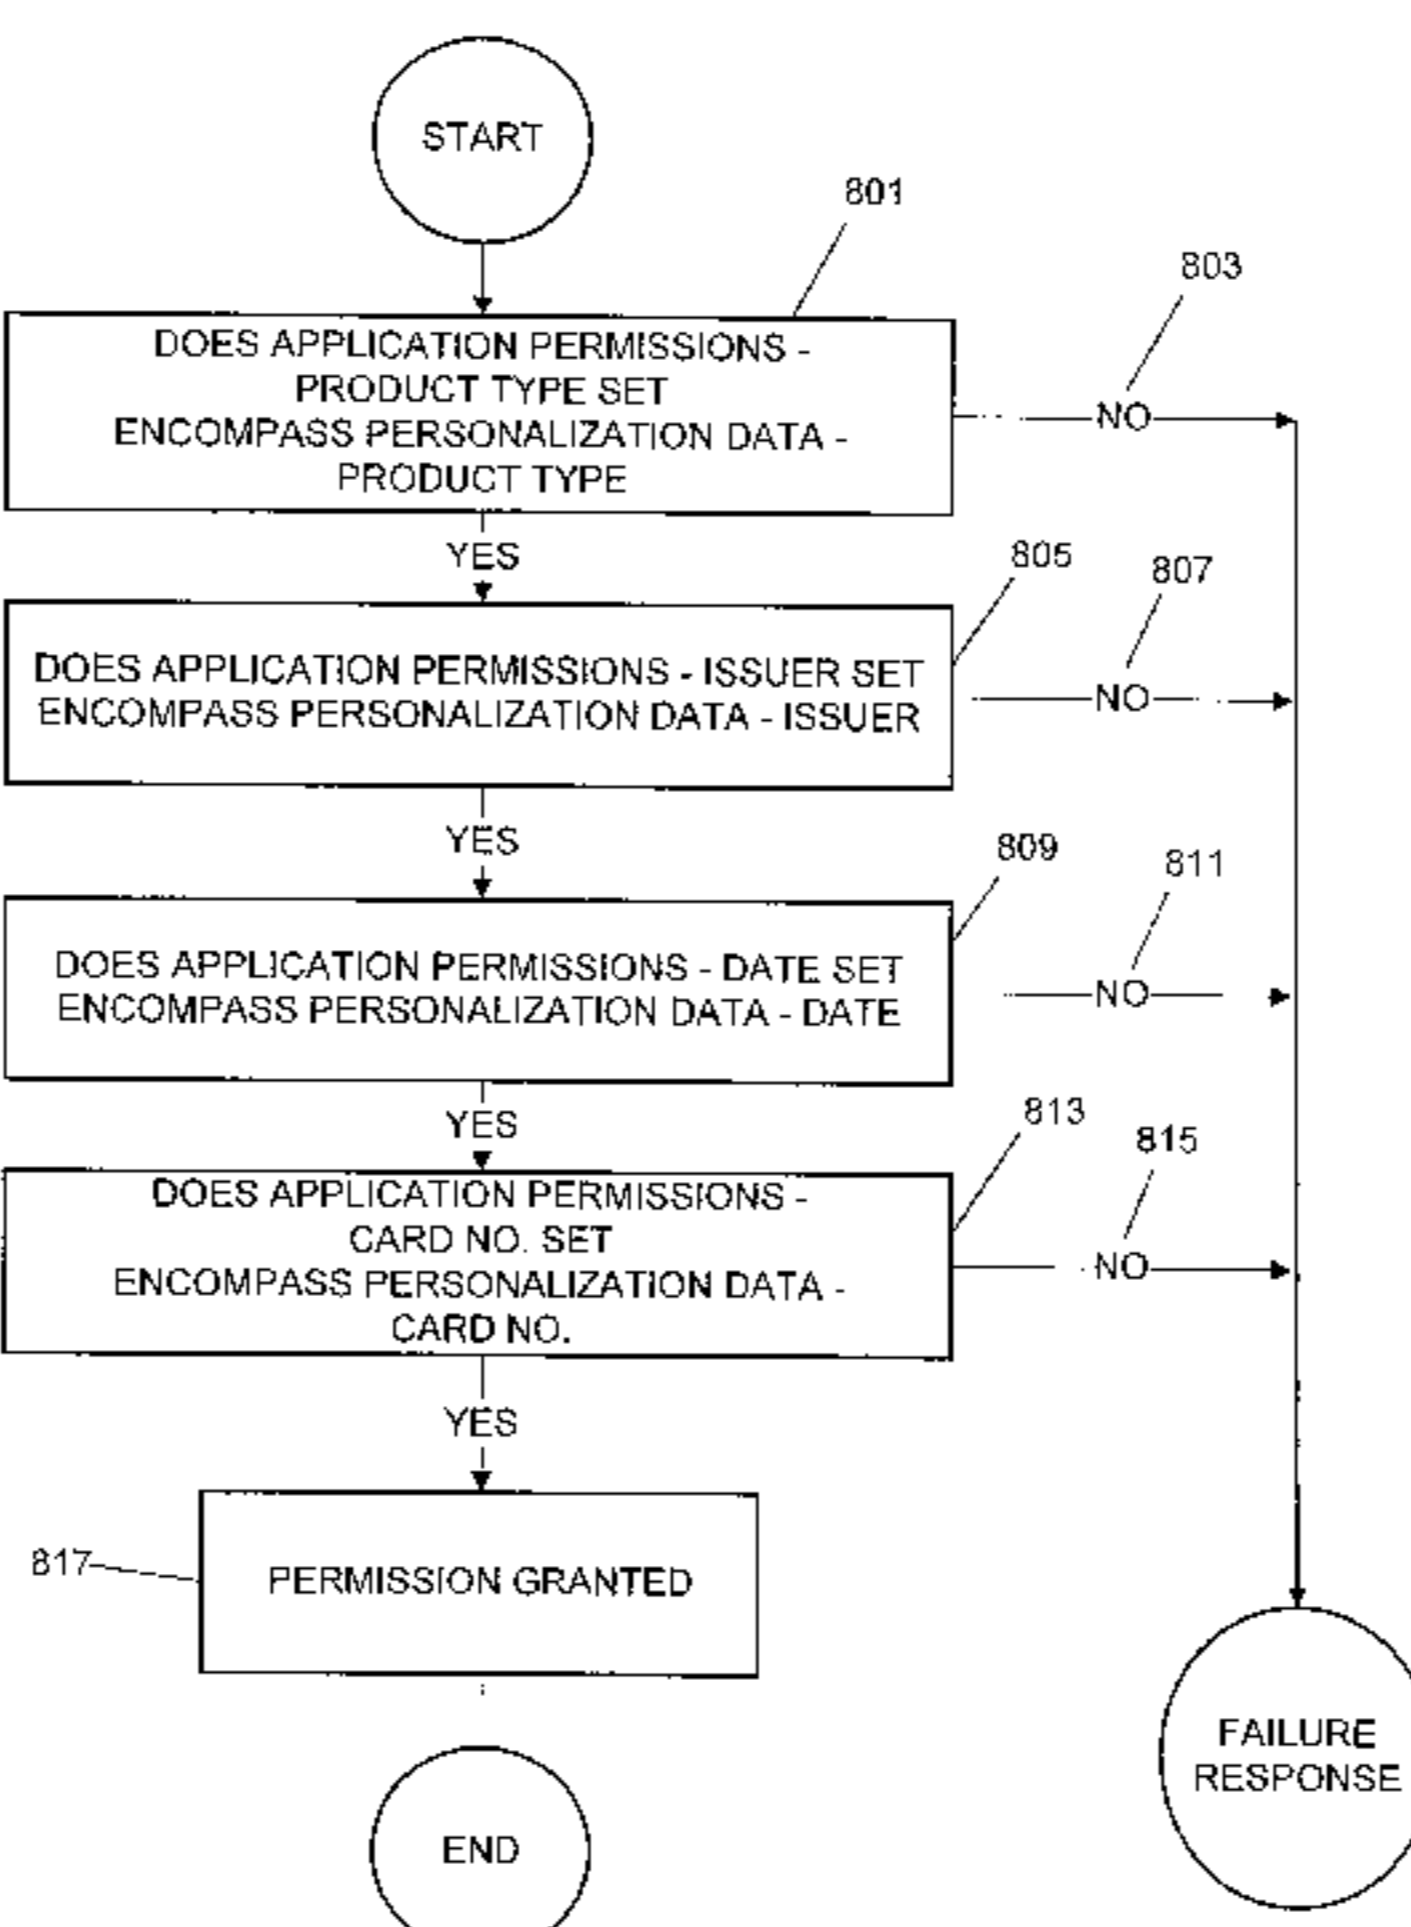 START
801
803
DOES APPLICATION PERMISSIONS -
PRODUCT TYPE SET
ENCOMPASS PERSONALIZATION DATA -
PRODUCT TYPE
NO
YES
805
807
DOES APPLICATION PERMISSIONS - ISSUER SET
ENCOMPASS PERSONALIZATION DATA - ISSUER
NO
YES
809
811
DOES APPLICATION PERMISSIONS - DATE SET
ENCOMPASS PERSONALIZATION DATA - DATE
NO
YES
813
815
DOES APPLICATION PERMISSIONS -
CARD NO. SET
ENCOMPASS PERSONALIZATION DATA -
CARD NO.
NO
YES
817
PERMISSION GRANTED
FAILURE
RESPONSE
END